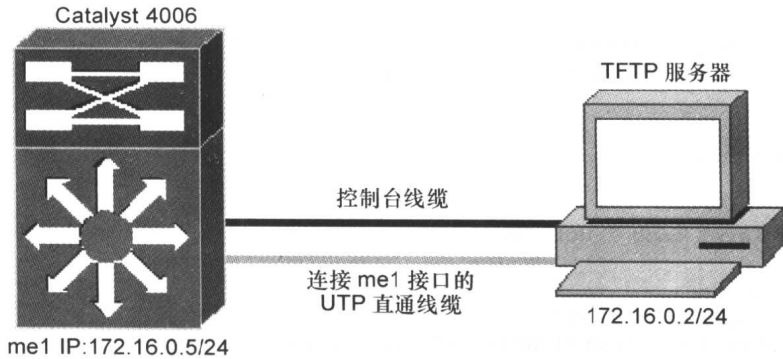 Catalyst 4006
TFTP 服务器
控制台线缆
连接 me1 接口的
UTP 直通线缆
172.16.0.2/24
me1 IP:172.16.0.5/24